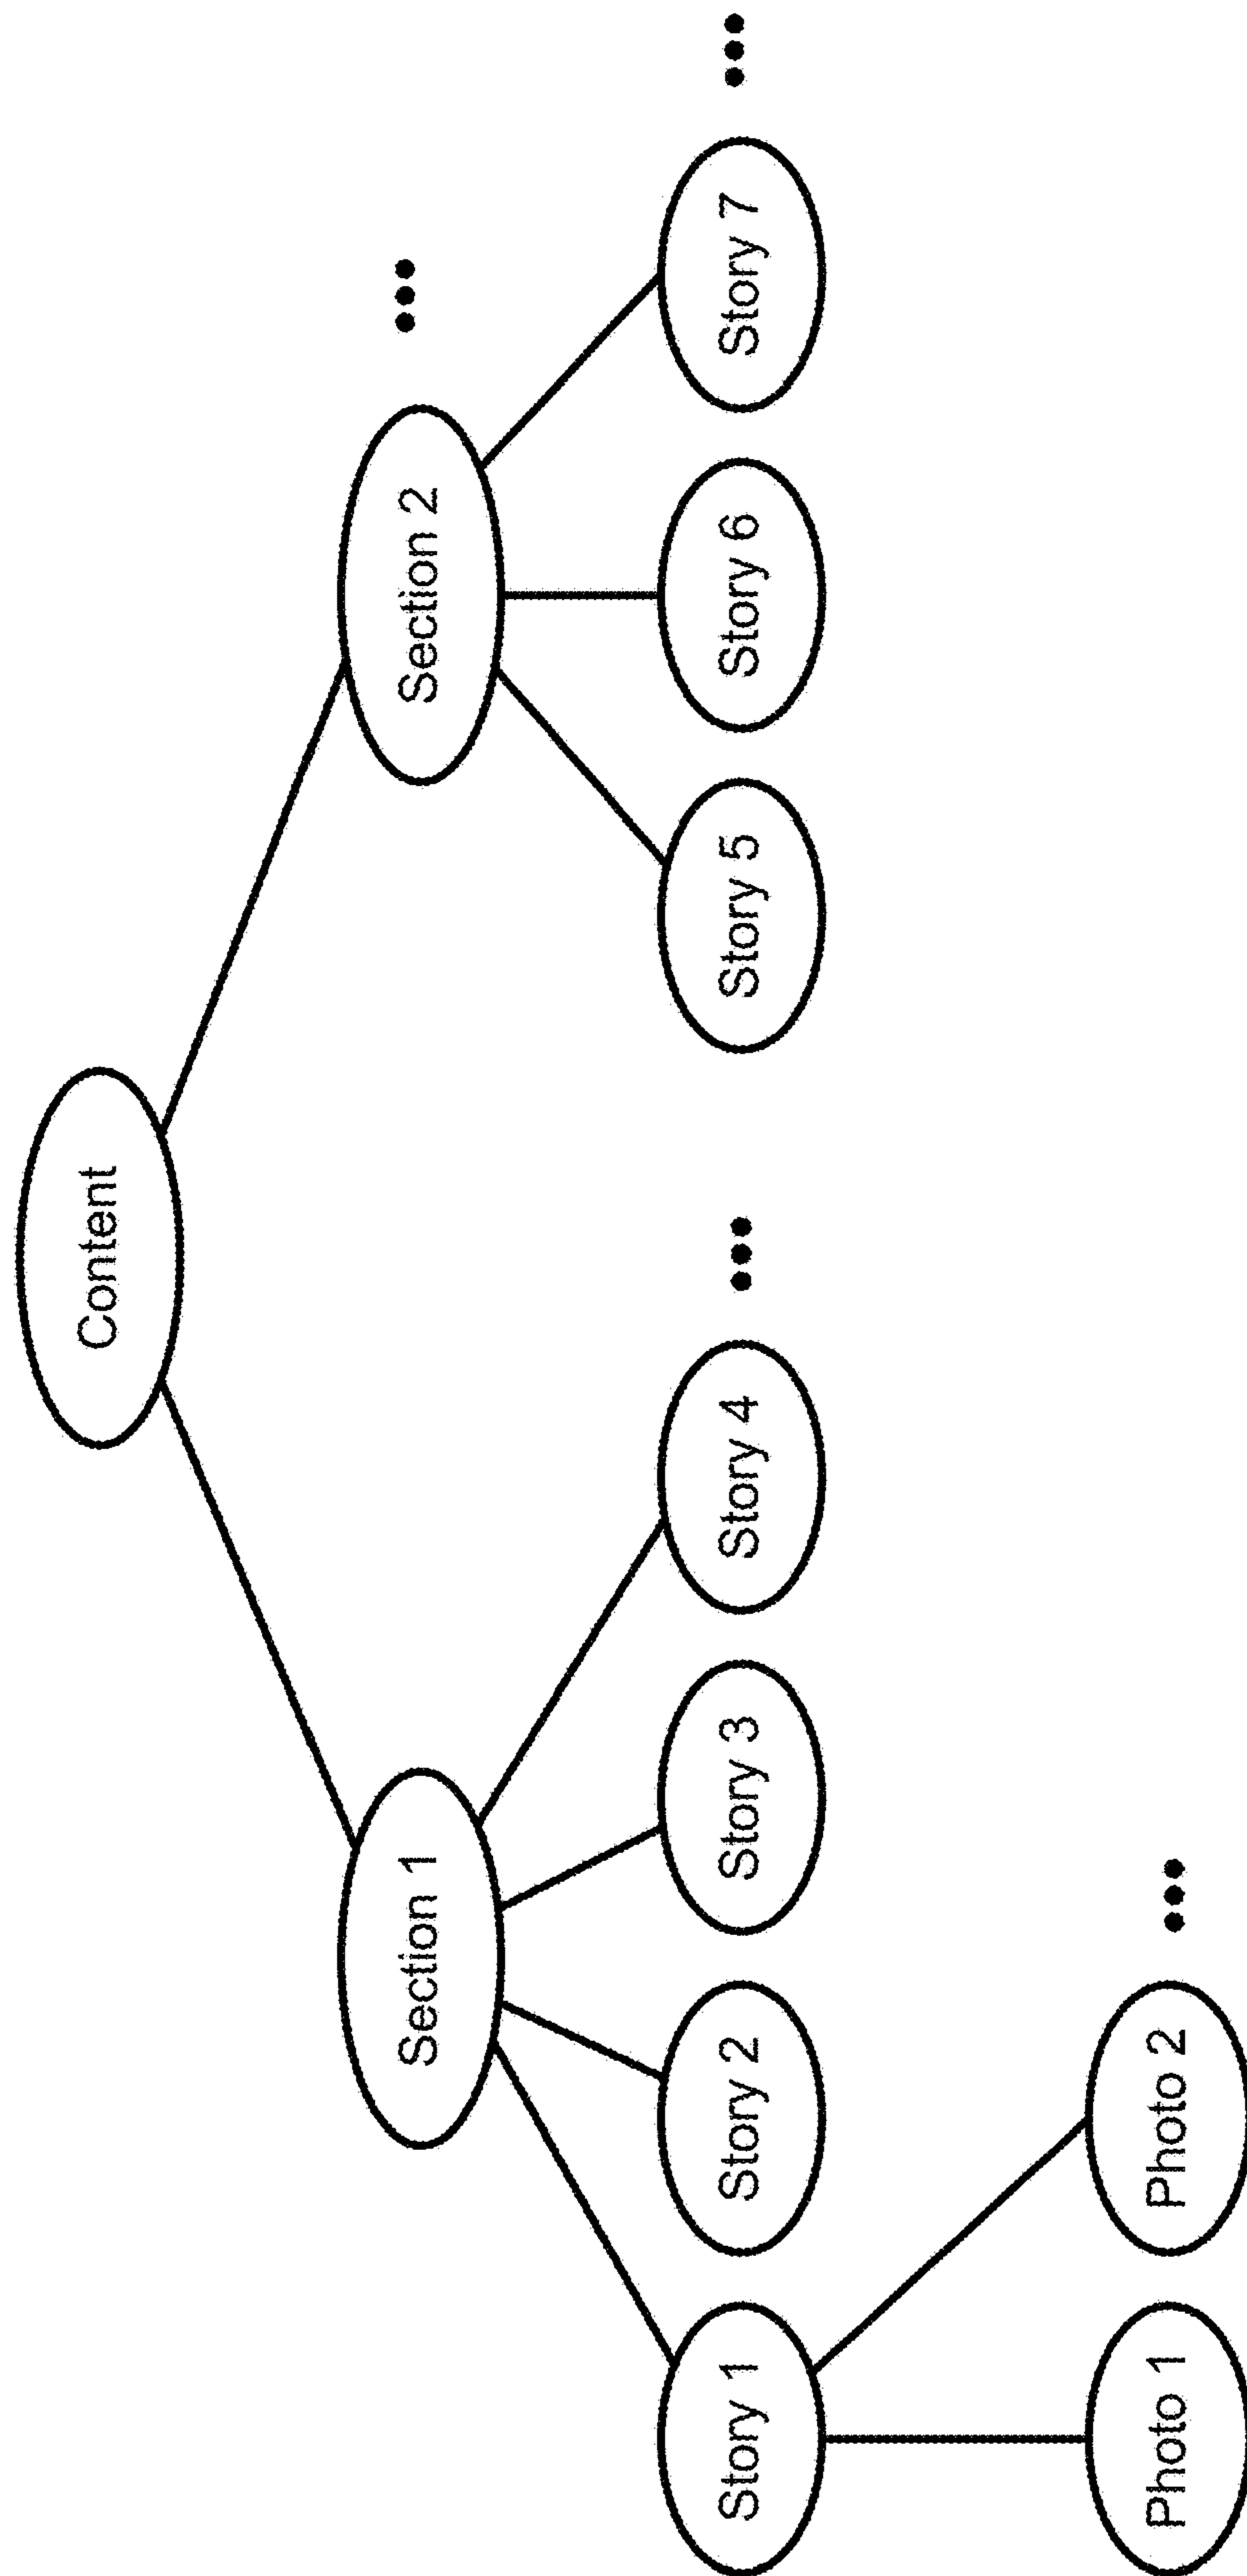 Content
Section 1
Section 2
•••
Story 1
Story 2
Story 3
Story 4
•••
Story 5
Story 6
Story 7
•••
Photo 1
Photo 2
•••